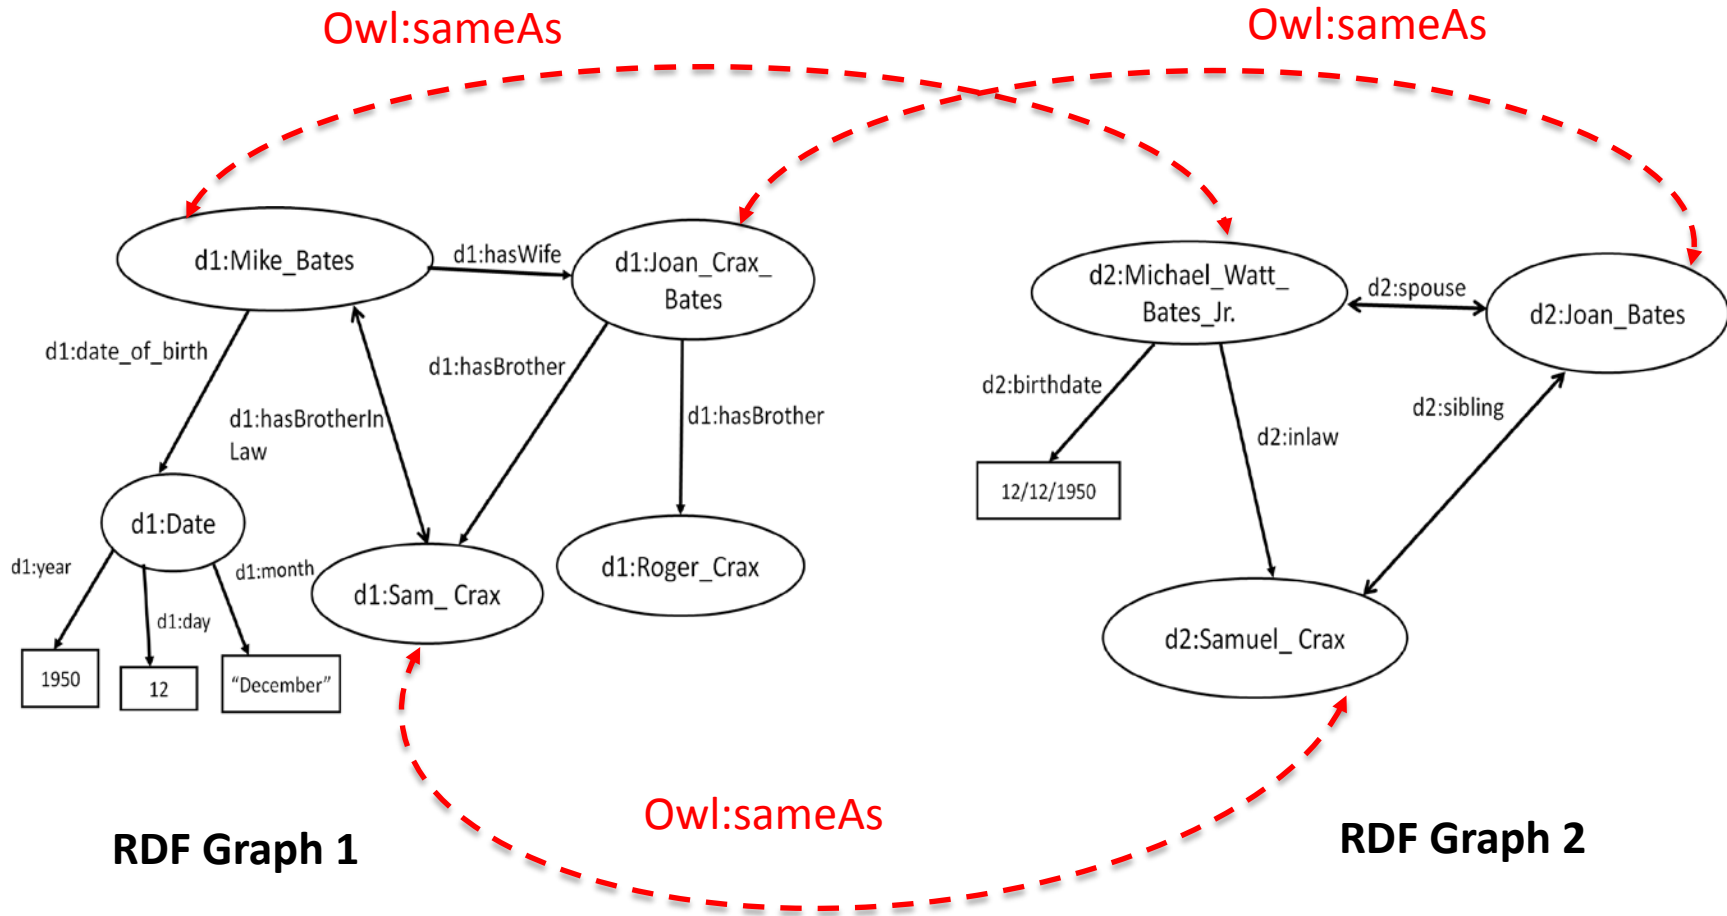 Owl:sameAs
Owl:sameAs
d1:Mike_Bates
d1:hasWife
d1:Joan_Crax_
Bates
d1:date_of_birth
d1:hasBrotherIn
Law
d1:hasBrother
d1:hasBrother
d1:Date
d1:year
d1:day
d1:month
1950
12
“December”
d1:Sam_ Crax
d1:Roger_Crax
d2:Michael_Watt_
Bates_Jr.
d2:spouse
d2:Joan_Bates
d2:birthdate
12/12/1950
d2:inlaw
d2:sibling
d2:Samuel_ Crax
Owl:sameAs
RDF Graph 1
RDF Graph 2